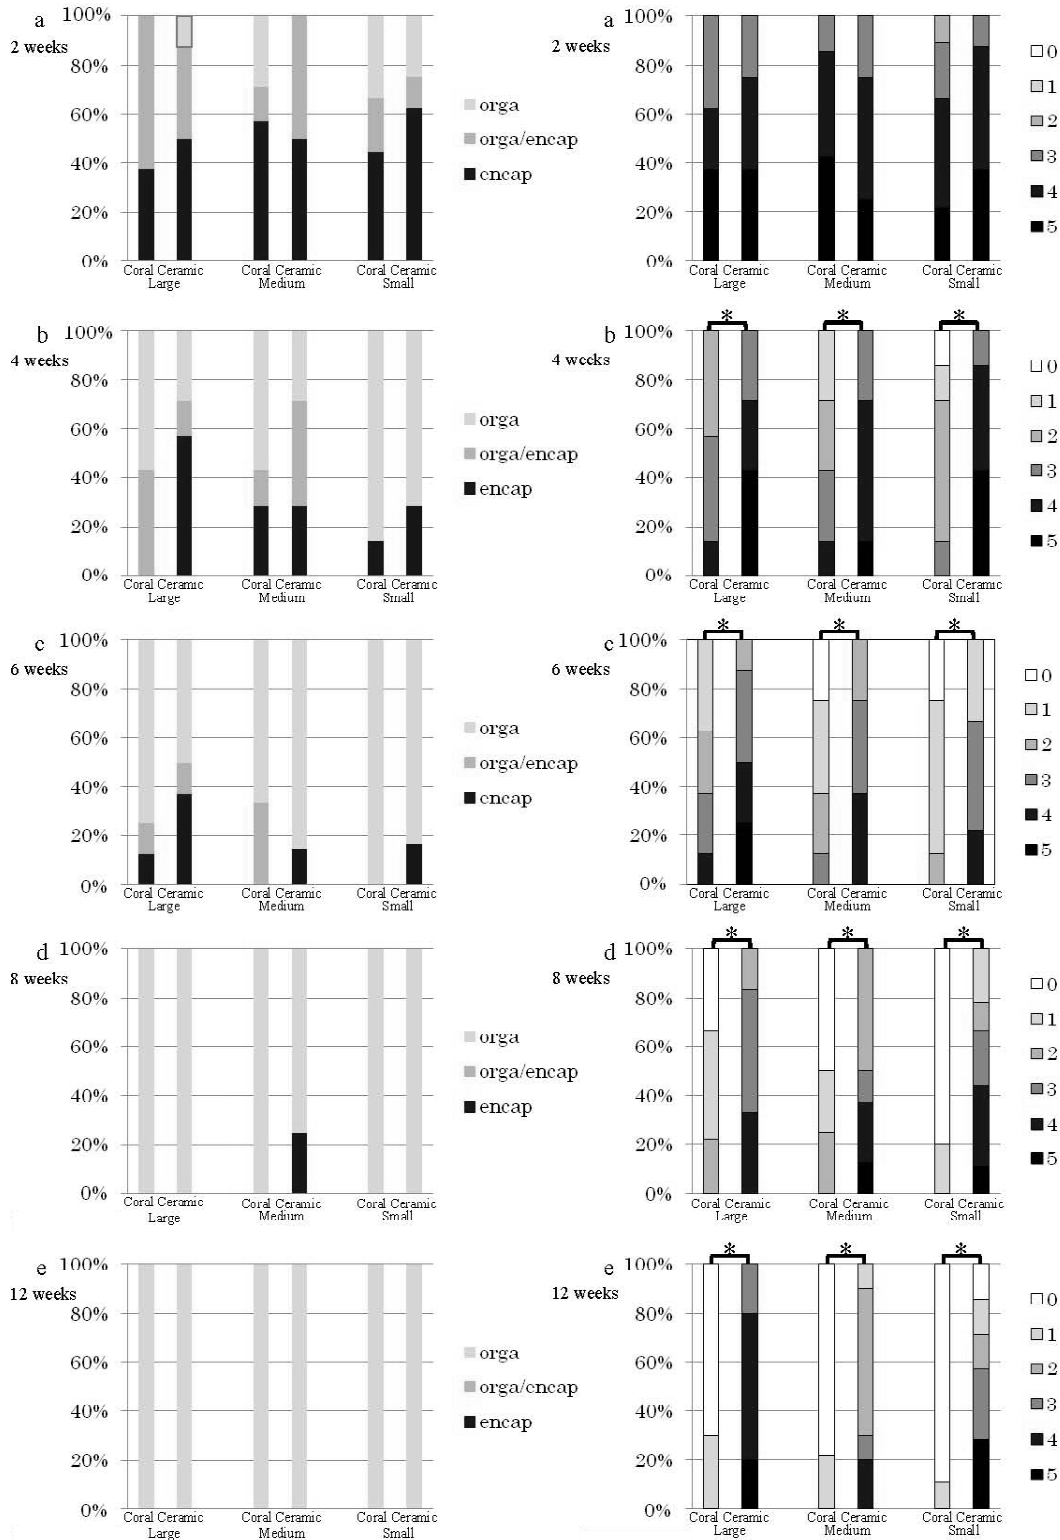 a 100%
2 weeks
80%
60%
40%
20%
0%
Coral Ceramic Coral Ceramic Coral Ceramic
Large Medium Small
orga
orga/encap
encap
a 100%
2 weeks
80%
60%
40%
20%
0%
Coral Ceramic Coral Ceramic Coral Ceramic
Large Medium Small
0
1
2
3
4
5
b 100%
4 weeks
80%
60%
40%
20%
0%
Coral Ceramic Coral Ceramic Coral Ceramic
Large Medium Small
orga
orga/encap
encap
* * *
b 100%
4 weeks
80%
60%
40%
20%
0%
Coral Ceramic Coral Ceramic Coral Ceramic
Large Medium Small
0
1
2
3
4
5
c 100%
6 weeks
80%
60%
40%
20%
0%
Coral Ceramic Coral Ceramic Coral Ceramic
Large Medium Small
orga
orga/encap
encap
* * *
c 100%
6 weeks
80%
60%
40%
20%
0%
Coral Ceramic Coral Ceramic Coral Ceramic
Large Medium Small
0
1
2
3
4
5
d 100%
8 weeks
80%
60%
40%
20%
0%
Coral Ceramic Coral Ceramic Coral Ceramic
Large Medium Small
orga
orga/encap
encap
* * *
d 100%
8 weeks
80%
60%
40%
20%
0%
Coral Ceramic Coral Ceramic Coral Ceramic
Large Medium Small
0
1
2
3
4
5
e 100%
12 weeks
80%
60%
40%
20%
0%
Coral Ceramic Coral Ceramic Coral Ceramic
Large Medium Small
orga
orga/encap
encap
* * *
e 100%
12 weeks
80%
60%
40%
20%
0%
Coral Ceramic Coral Ceramic Coral Ceramic
Large Medium Small
0
1
2
3
4
5